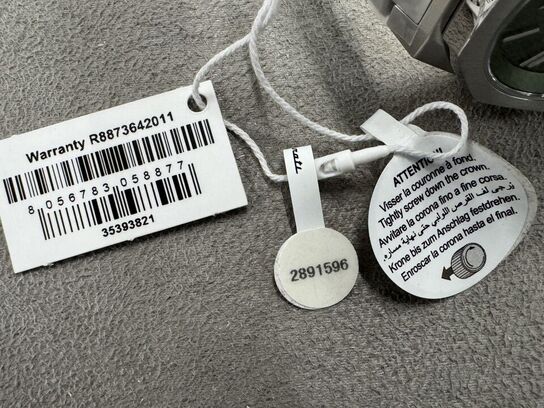 Warranty R8873642011
8 056783 058877
35393821
2891596
ATTENTION
Visser la couronne à fond.
Tightly screw down the crown.
Avvitare la corona fino a fine corsa.
Krone bis zum Anschlag festdrehen.
Enroscar la corona hasta el final.